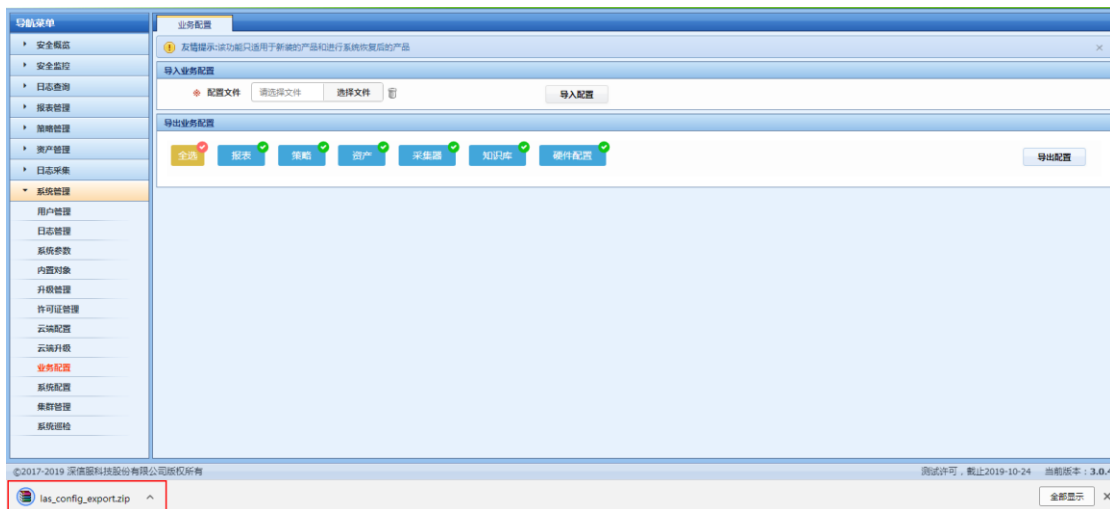 导航菜单
业务配置
安全概览
安全监控
日志查询
报表管理
策略管理
资产管理
日志采集
系统管理
用户管理
日志管理
系统参数
内置对象
升级管理
许可证管理
云端配置
云端升级
业务配置
系统配置
集群管理
系统巡检
友情提示:该功能只适用于新装的产品和进行系统恢复后的产品
导入业务配置
配置文件 请选择文件 选择文件 导入配置
导出业务配置
全选 报表 策略 资产 采集器 知识库 硬件配置 导出配置
©2017-2019 深信服科技股份有限公司版权所有 测试许可，截止2019-10-24 当前版本：3.0.4
las_config_export.zip 全部显示